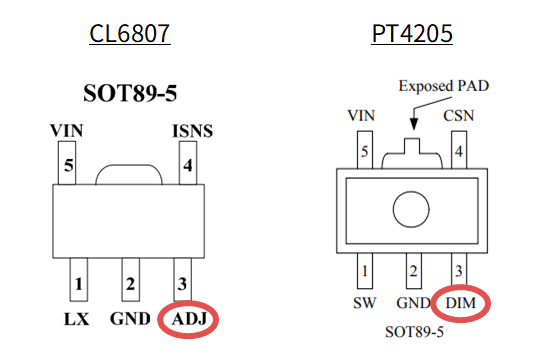 CL6807
PT4205
SOT89-5
Exposed PAD
VIN
ISNS
VIN
CSN
5
4
5
4
1
2
3
1
2
3
LX
GND
ADJ
SW
GND
DIM
SOT89-5